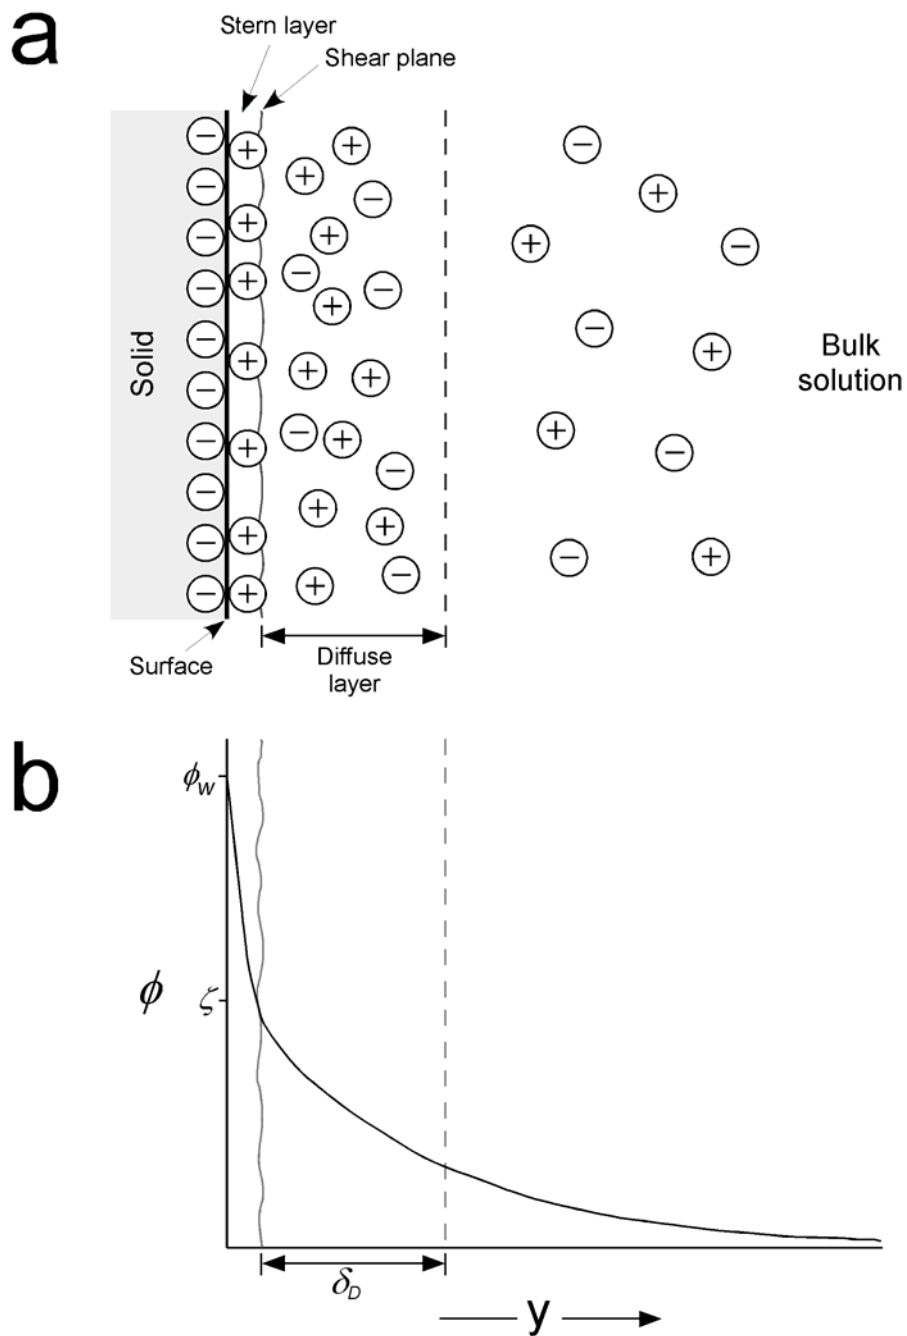 a
Stern layer
Shear plane
Solid
Bulk
solution
Surface
Diffuse
layer
b
ϕw
ϕ
ζ
δD
y